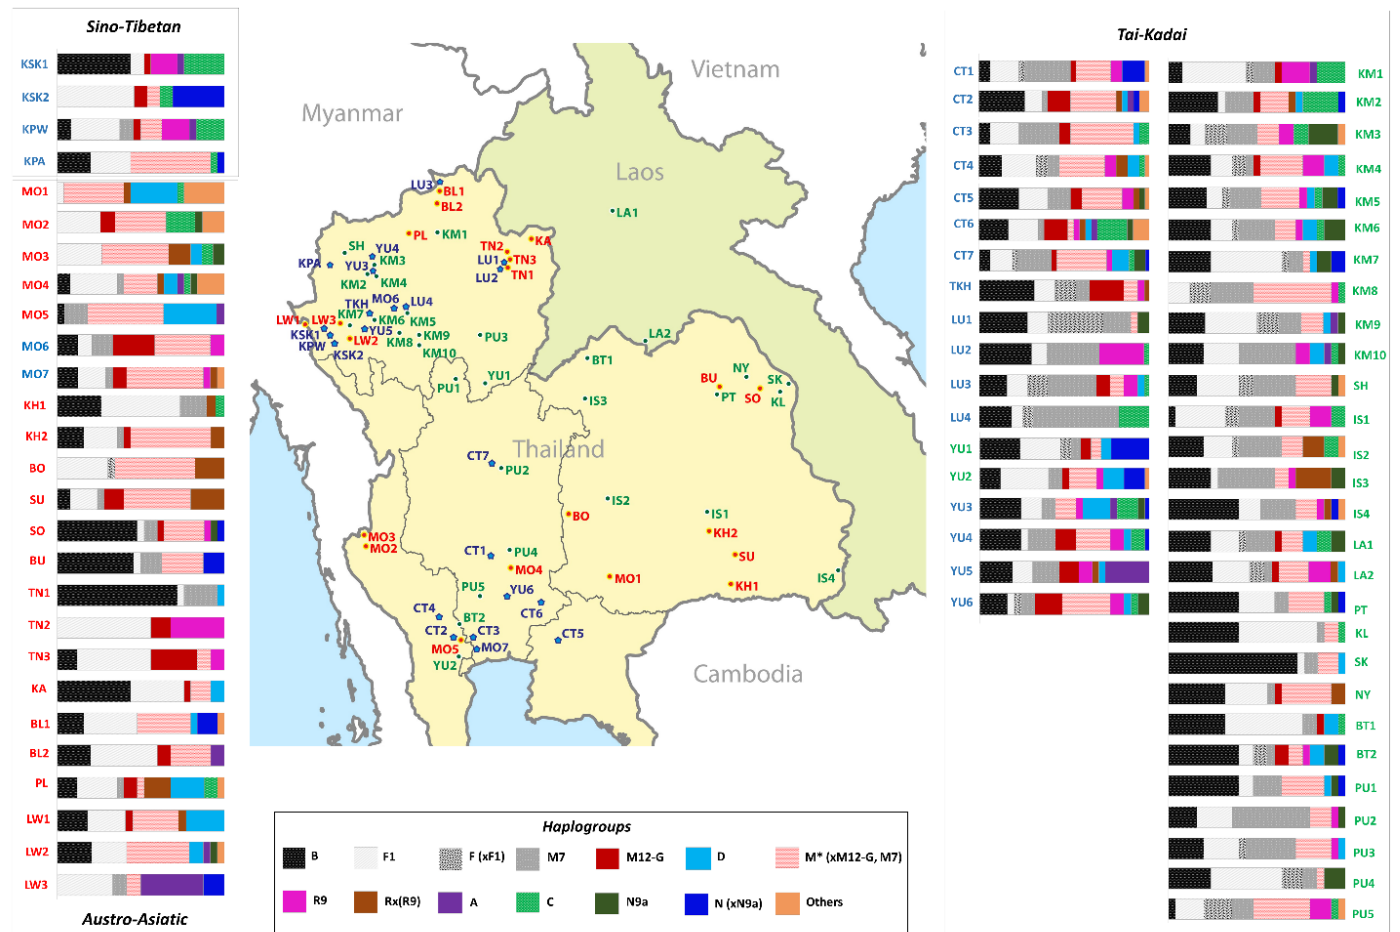 Sino-Tibetan
KSK1
KSK2
KPW
KPA
MO1
MO2
MO3
MO4
MO5
MO6
MO7
KH1
KH2
BO
SU
SO
BU
TN1
TN2
TN3
KA
BL1
BL2
PL
LW1
LW2
LW3
Austro-Asiatic
Vietnam
Myanmar
Laos
Thailand
Cambodia
LU3
BL1
BL2
LA1
PL
KM1
KA
SH
YU4
TN2
KPA
YU3
KM3
LU1
TN3
KM2
KM4
LU2
TN1
TKH
MO6
LU4
LW1
LW3
KM7
KM6
KM5
KSK1
YU5
KM9
PU3
LA2
KPW
LW2
KM8
KSK2
KM10
BT1
PU1
YU1
NY
BU
SK
SO
PT
KL
IS3
CT7
PU2
IS2
BO
IS1
KH2
MO3
MO2
CT1
PU4
SU
MO4
MO1
IS4
PU5
YU6
KH1
CT4
CT6
BT2
CT2
CT3
CT5
MO5
MO7
YU2
Haplogroups
B
F1
F (xF1)
M7
M12-G
D
M* (xM12-G, M7)
R9
Rx(R9)
A
C
N9a
N (xN9a)
Others
Tai-Kadai
CT1
CT2
CT3
CT4
CT5
CT6
CT7
TKH
LU1
LU2
LU3
LU4
YU1
YU2
YU3
YU4
YU5
YU6
KM1
KM2
KM3
KM4
KM5
KM6
KM7
KM8
KM9
KM10
SH
IS1
IS2
IS3
IS4
LA1
LA2
PT
KL
SK
NY
BT1
BT2
PU1
PU2
PU3
PU4
PU5